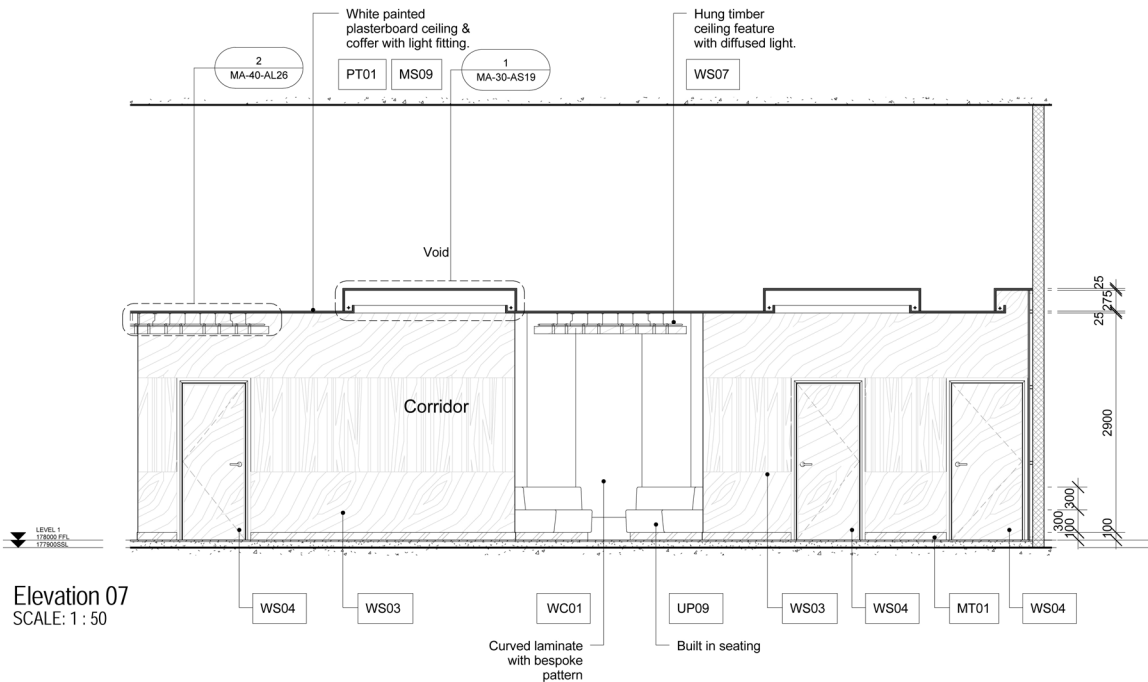 White painted
plasterboard ceiling &
coffer with light fitting.
Hung timber
ceiling feature
with diffused light.
2
MA-40-AL26
PT01
MS09
1
MA-30-AS19
WS07
Void
25
275
25
Corridor
2900
300
300
100
100
LEVEL 1
178000 FFL
177900SSL
Elevation 07
SCALE: 1 : 50
WS04
WS03
WC01
UP09
WS03
WS04
MT01
WS04
Curved laminate
with bespoke
pattern
Built in seating